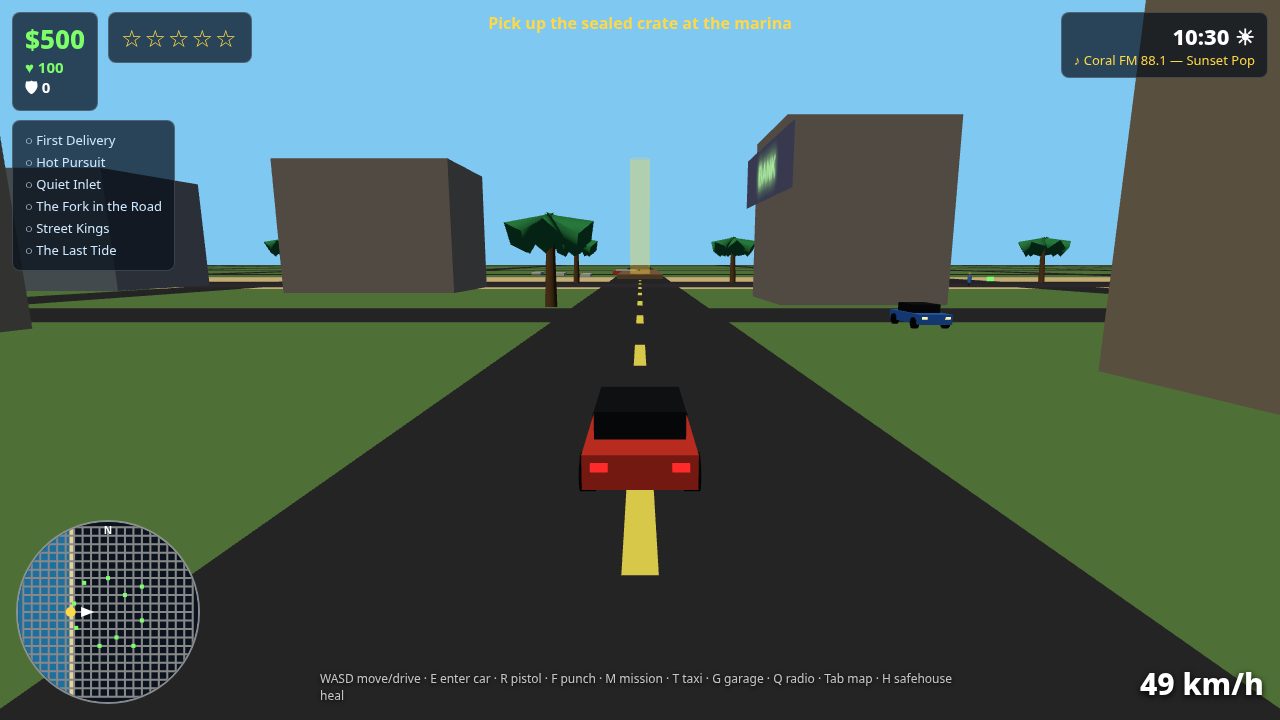 $500
♥ 100
🛡 0
☆☆☆☆☆
Pick up the sealed crate at the marina
10:30 ☀
♪ Coral FM 88.1 — Sunset Pop
○ First Delivery
○ Hot Pursuit
○ Quiet Inlet
○ The Fork in the Road
○ Street Kings
○ The Last Tide
N
WASD move/drive · E enter car · R pistol · F punch · M mission · T taxi · G garage · Q radio · Tab map · H safehouse
heal
49 km/h